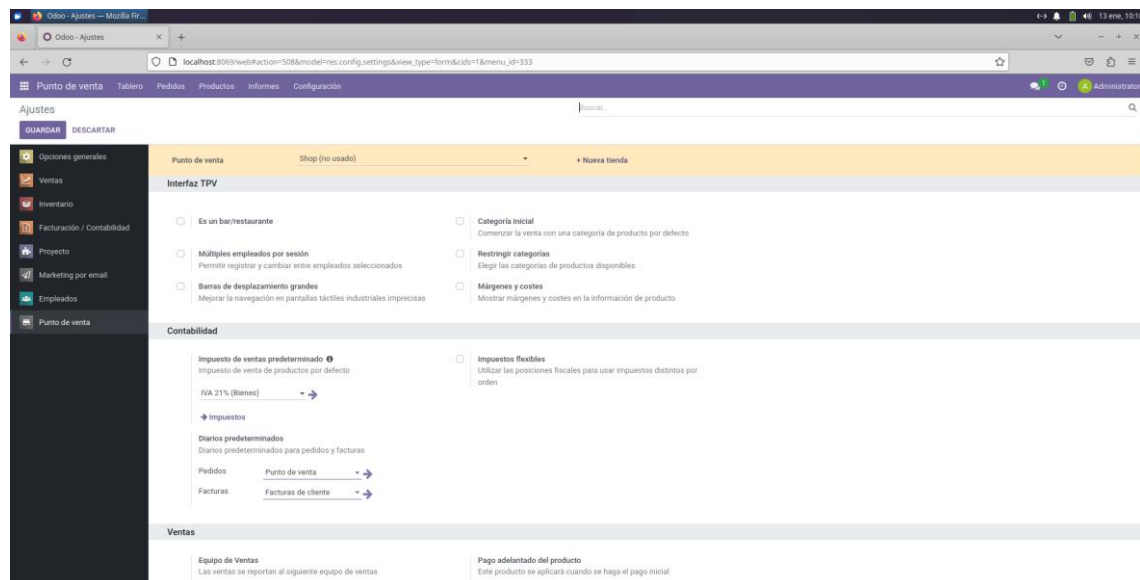 Odoo - Ajustes — Mozilla Fir...
13 ene, 10:18
Odoo - Ajustes
localhost:8069/web#action=508&model=res.config.settings&view_type=form&cids=1&menu_id=333
Punto de venta Tablero Pedidos Productos Informes Configuración 1 A Administrator
Ajustes Buscar...
GUARDAR DESCARTAR
Opciones generales
Ventas
Inventario
Facturación / Contabilidad
Proyecto
Marketing por email
Empleados
Punto de venta
Punto de venta Shop (no usado) + Nueva tienda
Interfaz TPV
Es un bar/restaurante
Categoría inicial
Comenzar la venta con una categoría de producto por defecto
Múltiples empleados por sesión
Permitir registrar y cambiar entre empleados seleccionados
Restringir categorías
Elegir las categorías de productos disponibles
Barras de desplazamiento grandes
Mejorar la navegación en pantallas táctiles industriales imprecisas
Márgenes y costes
Mostrar márgenes y costes en la información de producto
Contabilidad
Impuesto de ventas predeterminado
Impuesto de venta de productos por defecto
IVA 21% (Bienes)
Impuestos
Impuestos flexibles
Utilizar las posiciones fiscales para usar impuestos distintos por
orden
Diarios predeterminados
Diarios predeterminados para pedidos y facturas
Pedidos Punto de venta
Facturas Facturas de cliente
Ventas
Equipo de Ventas
Las ventas se reportan al siguiente equipo de ventas
Pago adelantado del producto
Este producto se aplicará cuando se haga el pago inicial